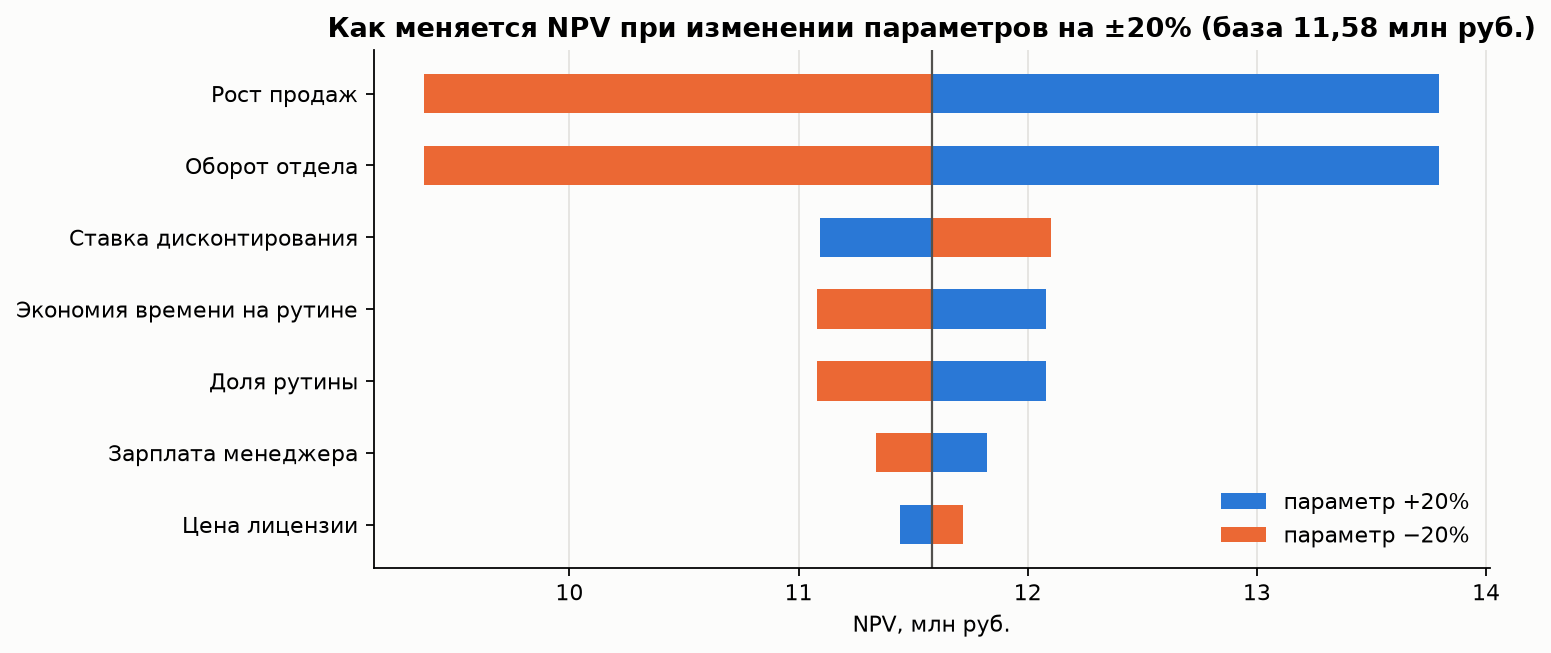 Как меняется NPV при изменении параметров на ±20% (база 11,58 млн руб.)
Рост продаж
Оборот отдела
Ставка дисконтирования
Экономия времени на рутине
Доля рутины
Зарплата менеджера
Цена лицензии
параметр +20%
параметр −20%
10 11 12 13 14
NPV, млн руб.